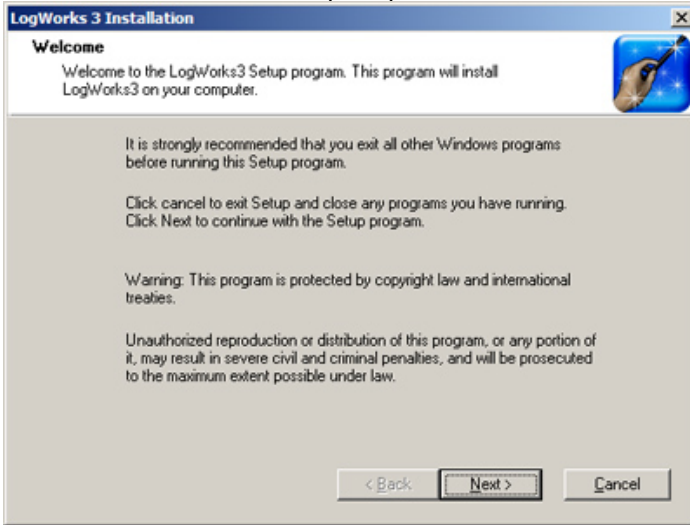 LogWorks 3 Installation
Welcome
Welcome to the LogWorks3 Setup program. This program will install
LogWorks3 on your computer.
It is strongly recommended that you exit all other Windows programs
before running this Setup program.
Click cancel to exit Setup and close any programs you have running.
Click Next to continue with the Setup program.
Warning: This program is protected by copyright law and international
treaties.
Unauthorized reproduction or distribution of this program, or any portion of
it, may result in severe civil and criminal penalties, and will be prosecuted
to the maximum extent possible under law.
< Back Next > Cancel